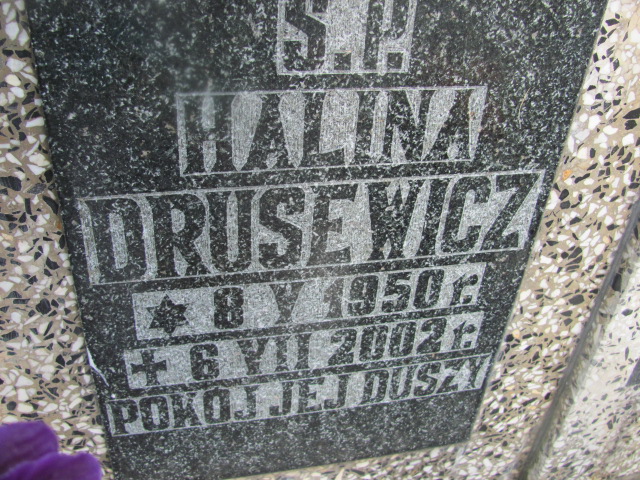 Ś.P.
HALINA
DRUSEWICZ
✶ 8 V 1950 r.
+ 6 VII 2002 r.
POKÓJ JEJ DUSZY